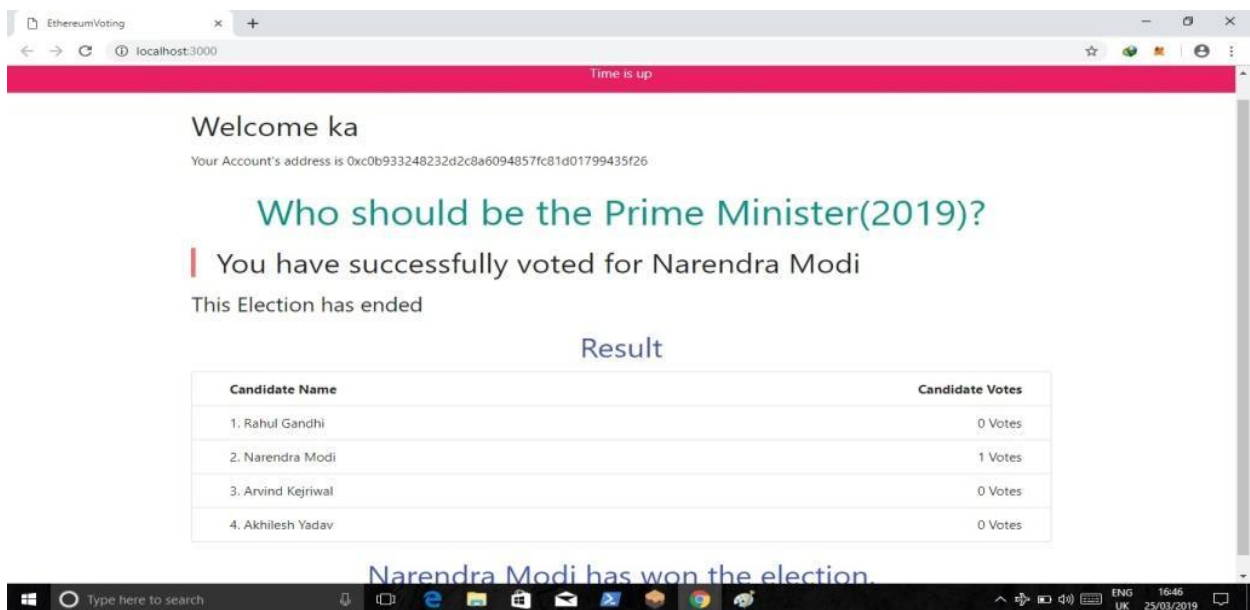 EthereumVoting
localhost:3000
Time is up
Welcome ka
Your Account's address is 0xc0b933248232d2c8a6094857fc81d01799435f26
Who should be the Prime Minister(2019)?
You have successfully voted for Narendra Modi
This Election has ended
Result
Candidate Name Candidate Votes
1. Rahul Gandhi 0 Votes
2. Narendra Modi 1 Votes
3. Arvind Kejriwal 0 Votes
4. Akhilesh Yadav 0 Votes
Narendra Modi has won the election.
Type here to search
ENG 16:46
UK 25/03/2019